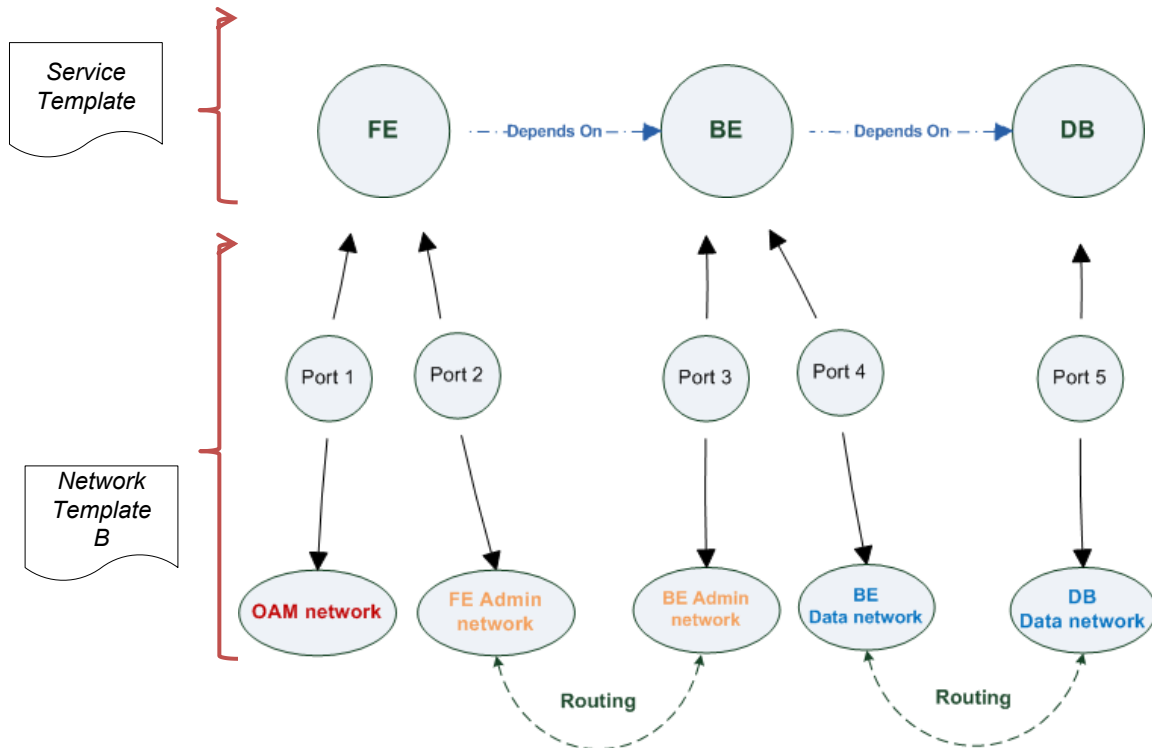 Service
Template
FE
Depends On
BE
Depends On
DB
Port 1
Port 2
Port 3
Port 4
Port 5
Network
Template
B
OAM network
FE Admin
network
BE Admin
network
BE
Data network
DB
Data network
Routing
Routing